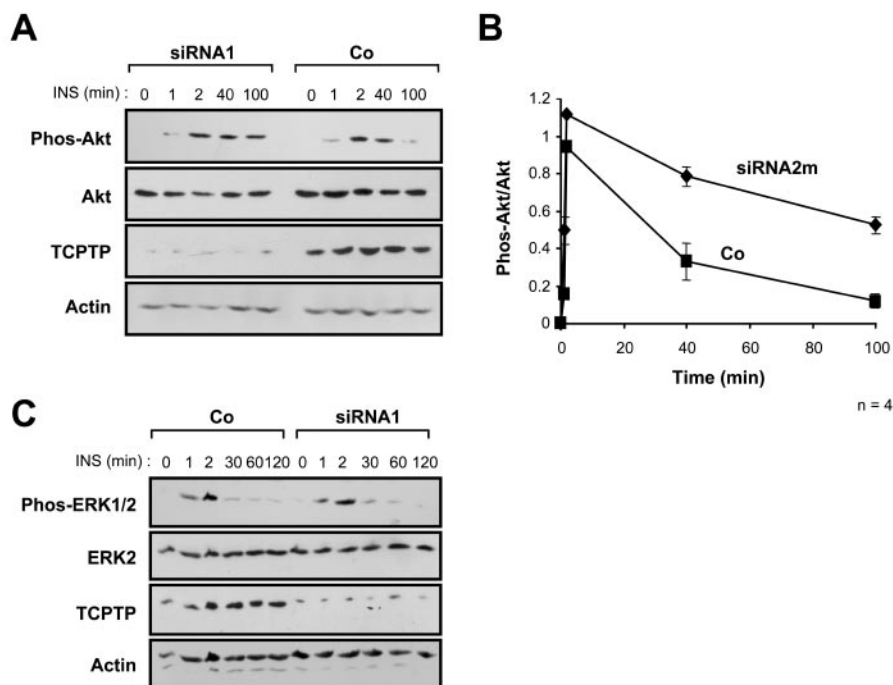 A
siRNA1 Co
INS (min) : 0 1 2 40 100 0 1 2 40 100
Phos-Akt
Akt
TCPTP
Actin
B
Phos-Akt/Akt
1.2
1
0.8
0.6
0.4
0.2
0
siRNA2m
Co
0 20 40 60 80 100
Time (min)
n = 4
C
Co siRNA1
INS (min) : 0 1 2 30 60 120 0 1 2 30 60 120
Phos-ERK1/2
ERK2
TCPTP
Actin